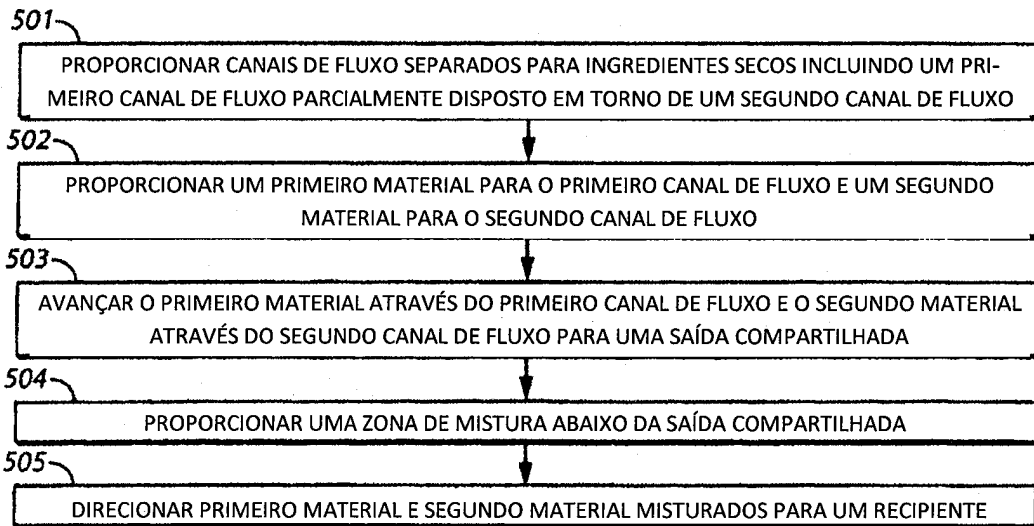 501
PROPORCIONAR CANAIS DE FLUXO SEPARADOS PARA INGREDIENTES SECOS INCLUINDO UM PRI-
MEIRO CANAL DE FLUXO PARCIALMENTE DISPOSTO EM TORNO DE UM SEGUNDO CANAL DE FLUXO
502
PROPORCIONAR UM PRIMEIRO MATERIAL PARA O PRIMEIRO CANAL DE FLUXO E UM SEGUNDO
MATERIAL PARA O SEGUNDO CANAL DE FLUXO
503
AVANÇAR O PRIMEIRO MATERIAL ATRAVÉS DO PRIMEIRO CANAL DE FLUXO E O SEGUNDO MATERIAL
ATRAVÉS DO SEGUNDO CANAL DE FLUXO PARA UMA SAÍDA COMPARTILHADA
504
PROPORCIONAR UMA ZONA DE MISTURA ABAIXO DA SAÍDA COMPARTILHADA
505
DIRECIONAR PRIMEIRO MATERIAL E SEGUNDO MATERIAL MISTURADOS PARA UM RECIPIENTE